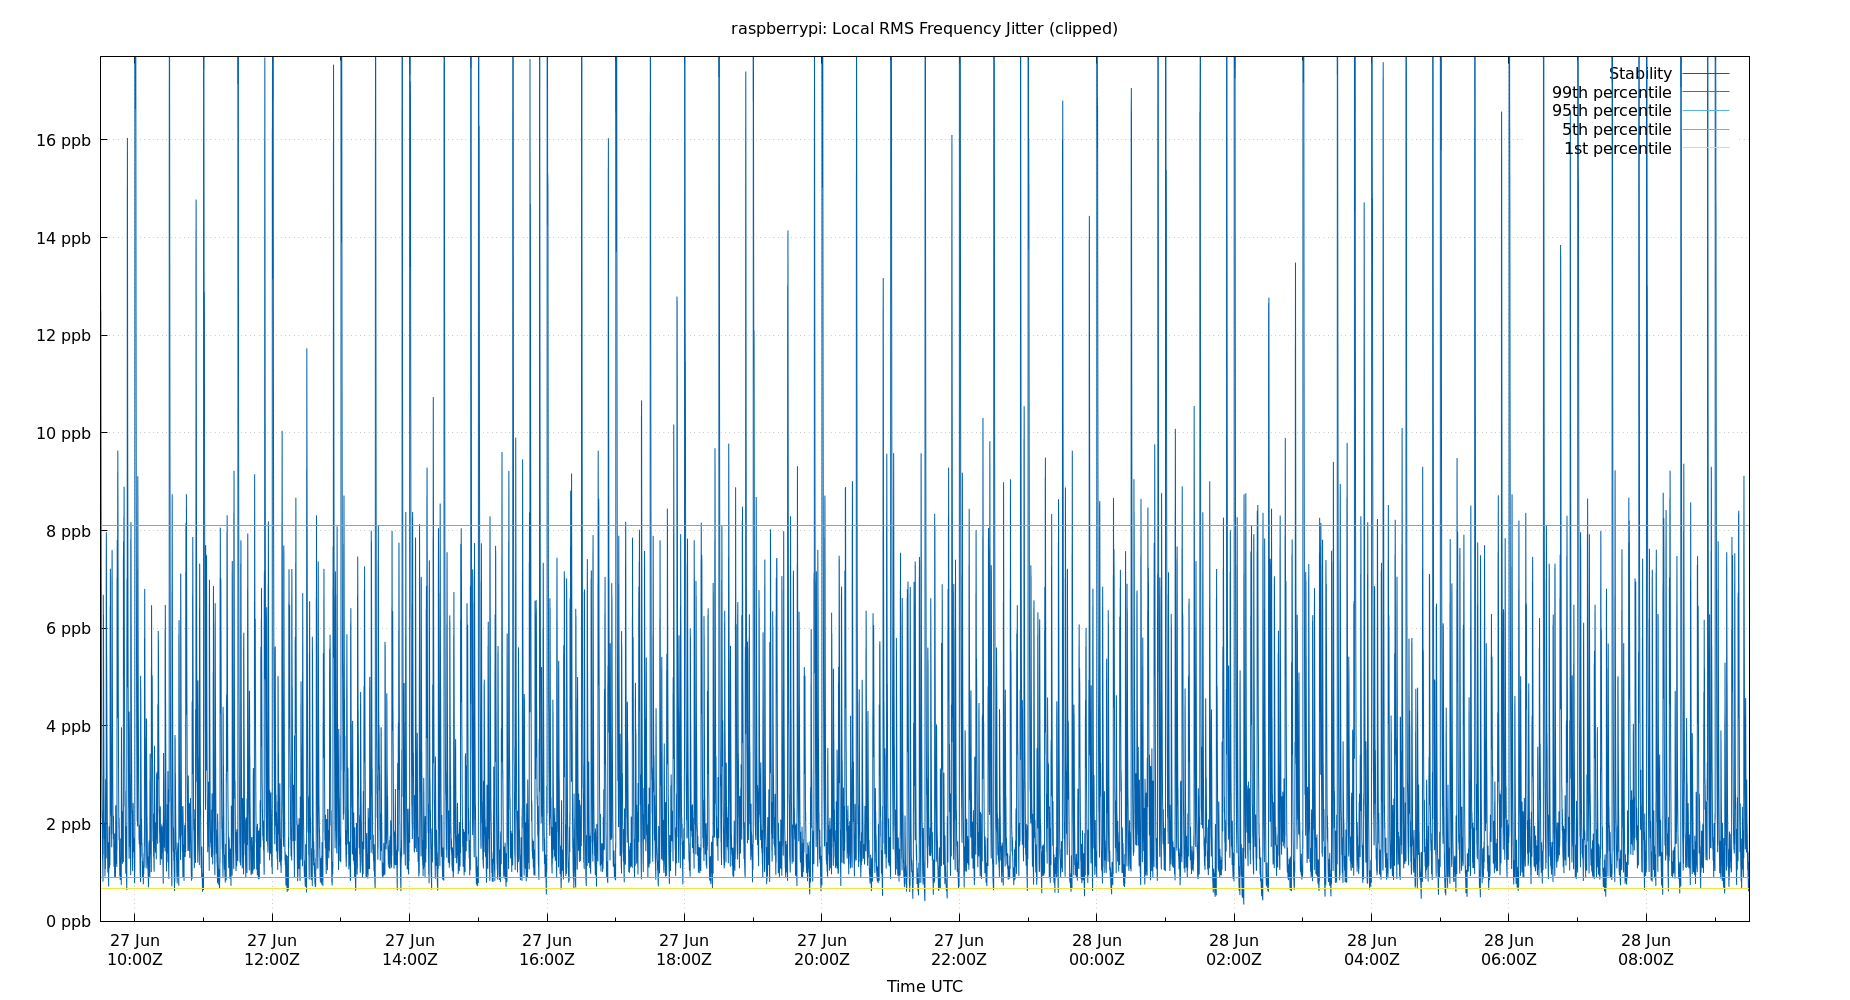 raspberrypi: Local RMS Frequency Jitter (clipped)
Stability
99th percentile
95th percentile
5th percentile
1st percentile
16 ppb
14 ppb
12 ppb
10 ppb
8 ppb
6 ppb
4 ppb
2 ppb
0 ppb
27 Jun 27 Jun 27 Jun 27 Jun 27 Jun 27 Jun 27 Jun 28 Jun 28 Jun 28 Jun 28 Jun 28 Jun
10:00Z 12:00Z 14:00Z 16:00Z 18:00Z 20:00Z 22:00Z 00:00Z 02:00Z 04:00Z 06:00Z 08:00Z
Time UTC